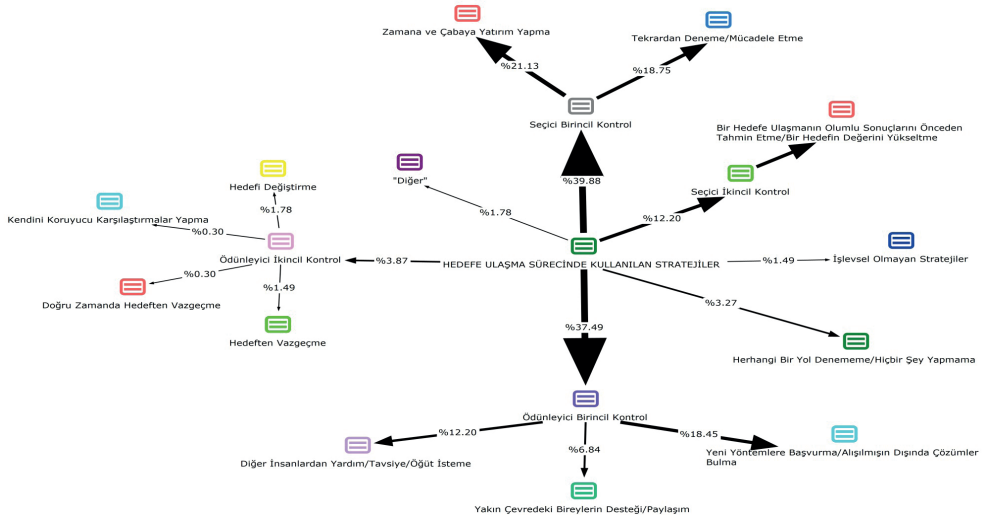 Zamana ve Çabaya Yatırım Yapma
Tekrardan Deneme/Mücadele Etme
%21.13
%18.75
Seçici Birincil Kontrol
Bir Hedefe Ulaşmanın Olumlu Sonuçlarını Önceden
Tahmin Etme/Bir Hedefin Değerini Yükseltme
"Diğer"
%39.88
Seçici İkincil Kontrol
Hedefi Değiştirme
%1.78
%12.20
%1.78
Kendini Koruyucu Karşılaştırmalar Yapma
%0.30
Ödünleyici İkincil Kontrol
%3.87
HEDEFE ULAŞMA SÜRECİNDE KULLANILAN STRATEJİLER
%1.49
İşlevsel Olmayan Stratejiler
%0.30
%1.49
Doğru Zamanda Hedeften Vazgeçme
%3.27
Hedeften Vazgeçme
%37.49
Herhangi Bir Yol Denememe/Hiçbir Şey Yapmama
Ödünleyici Birincil Kontrol
%12.20
%6.84
%18.45
Diğer İnsanlardan Yardım/Tavsiye/Öğüt İsteme
Yeni Yöntemlere Başvurma/Alışılmışın Dışında Çözümler
Bulma
Yakın Çevredeki Bireylerin Desteği/Paylaşım